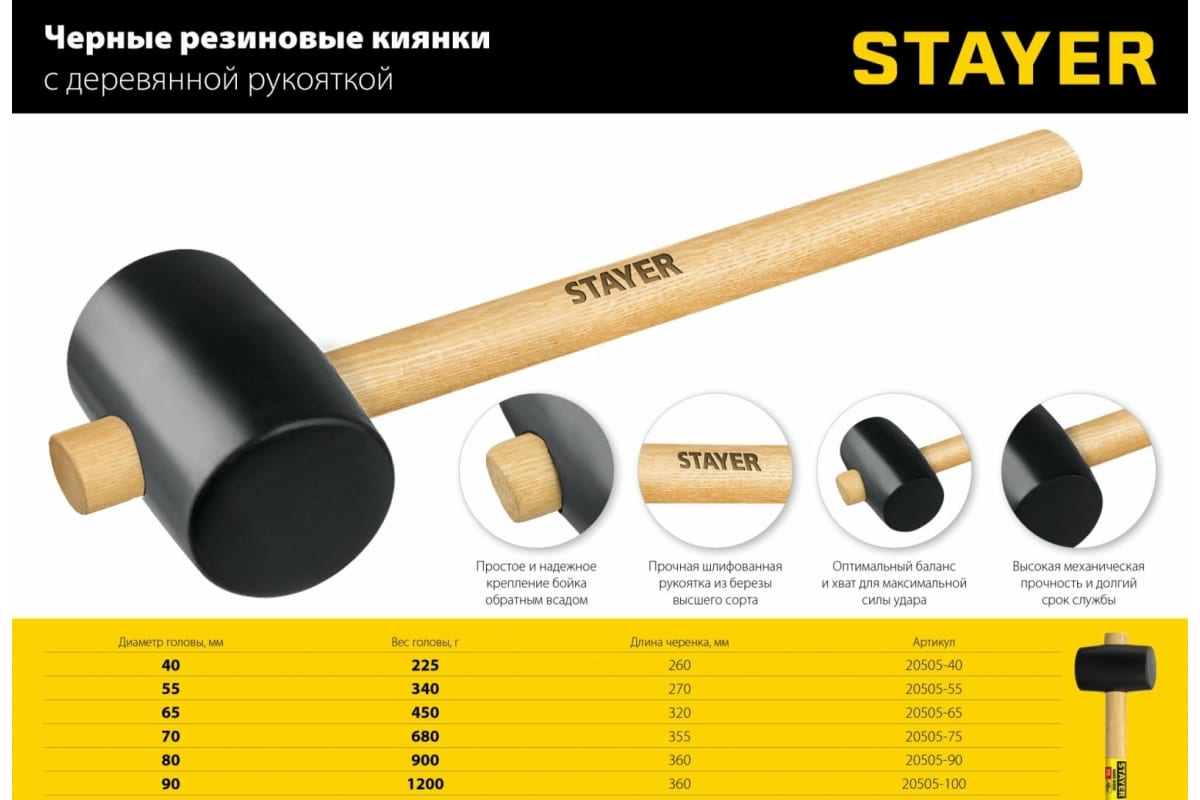 Черные резиновые киянки
с деревянной рукояткой
STAYER
STAYER
STAYER
Простое и надежное
крепление бойка
обратным всадом
Прочная шлифованная
рукоятка из березы
высшего сорта
Оптимальный баланс
и хват для максимальной
силы удара
Высокая механическая
прочность и долгий
срок службы
Диаметр головы, мм Вес головы, г Длина черенка, мм Артикул
40 225 260 20505-40
55 340 270 20505-55
65 450 320 20505-65
70 680 355 20505-75
80 900 360 20505-90
90 1200 360 20505-100
STAYER